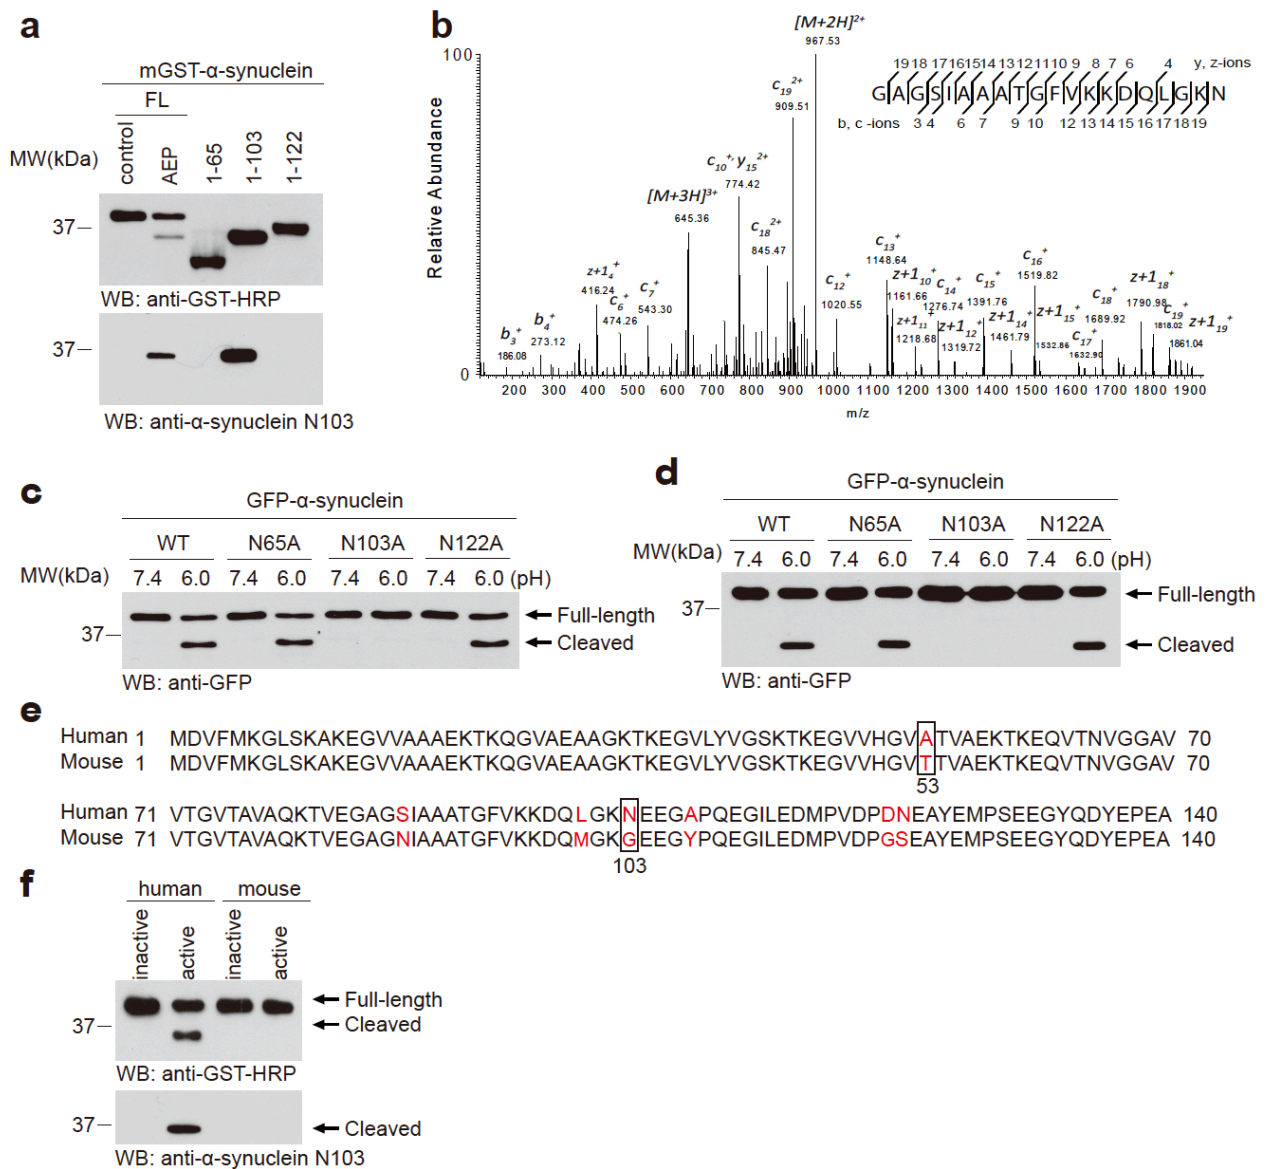 a
mGST-α-synuclein
FL
MW(kDa)
control
AEP
1-65
1-103
1-122
37
WB: anti-GST-HRP
37
WB: anti-α-synuclein N103
b
Relative Abundance
100
0
[M+2H]2+
967.53
c19 2+
909.51
c10+, y15 2+
774.42
[M+3H]3+
645.36
c18 2+
845.47
z+1 4+
416.24
c6+
474.26
c7+
543.30
b3+
186.08
b4+
273.12
c12+
1020.55
c13+
1148.64
z+1 10+
1161.66
z+1 11+
1218.68
c14+
1276.74
z+1 12+
1319.72
c15+
1391.76
z+1 14+
1461.79
c16+
1519.82
z+1 15+
1532.86
c17+
1632.90
c18+
1689.92
z+1 18+
1790.98
c19+
1818.02
z+1 19+
1861.04
19 18 17 16 15 14 13 12 11 10 9 8 7 6 4 y, z-ions
GAGSIAAATGFVKKDQLGKN
b, c -ions 3 4 6 7 9 10 12 13 14 15 16 17 18 19
200 300 400 500 600 700 800 900 1000 1100 1200 1300 1400 1500 1600 1700 1800 1900
m/z
c
GFP-α-synuclein
WT N65A N103A N122A
MW(kDa) 7.4 6.0 7.4 6.0 7.4 6.0 7.4 6.0 (pH)
37
Full-length
Cleaved
WB: anti-GFP
d
GFP-α-synuclein
WT N65A N103A N122A
MW(kDa) 7.4 6.0 7.4 6.0 7.4 6.0 7.4 6.0 (pH)
37
Full-length
Cleaved
WB: anti-GFP
e
Human 1 MDVFMKGLSKAKEGVVAAAEKTKQGVAEAAGKTKEGVLYVGSKTKEGVVHGVATVAEKTKEQVTNVGGAV 70
Mouse 1 MDVFMKGLSKAKEGVVAAAEKTKQGVAEAAGKTKEGVLYVGSKTKEGVVHGVTTVAEKTKEQVTNVGGAV 70
53
Human 71 VTGVTAVAQKTVEGAGSIAAATGFVKKDQLGKNEEGAPQEGILEDMPVDPDNEAYEMPSEEGYQDYEPEA 140
Mouse 71 VTGVTAVAQKTVEGAGNIAAATGFVKKDQMGKGEEGYPQEGILEDMPVDPGSEAYEMPSEEGYQDYEPEA 140
103
f
human mouse
inactive
active
inactive
active
Full-length
37
Cleaved
WB: anti-GST-HRP
37
Cleaved
WB: anti-α-synuclein N103